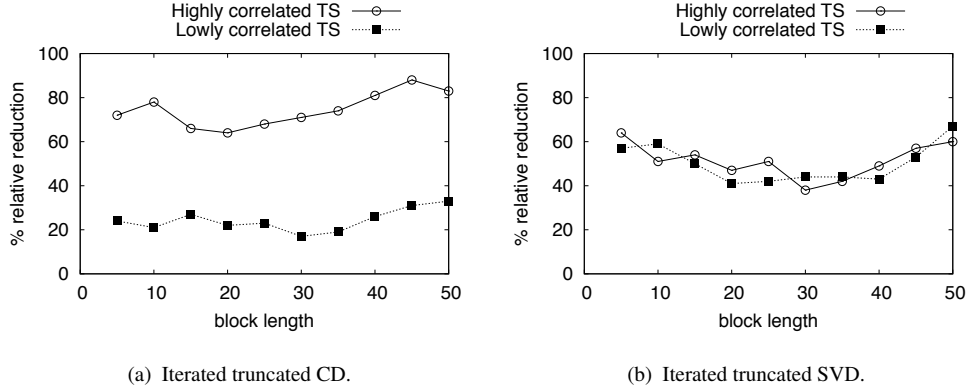 Highly correlated TS
Lowly correlated TS
100
80
60
40
20
0
% relative reduction
0 10 20 30 40 50
block length
(a) Iterated truncated CD.
Highly correlated TS
Lowly correlated TS
100
80
60
40
20
0
% relative reduction
0 10 20 30 40 50
block length
(b) Iterated truncated SVD.